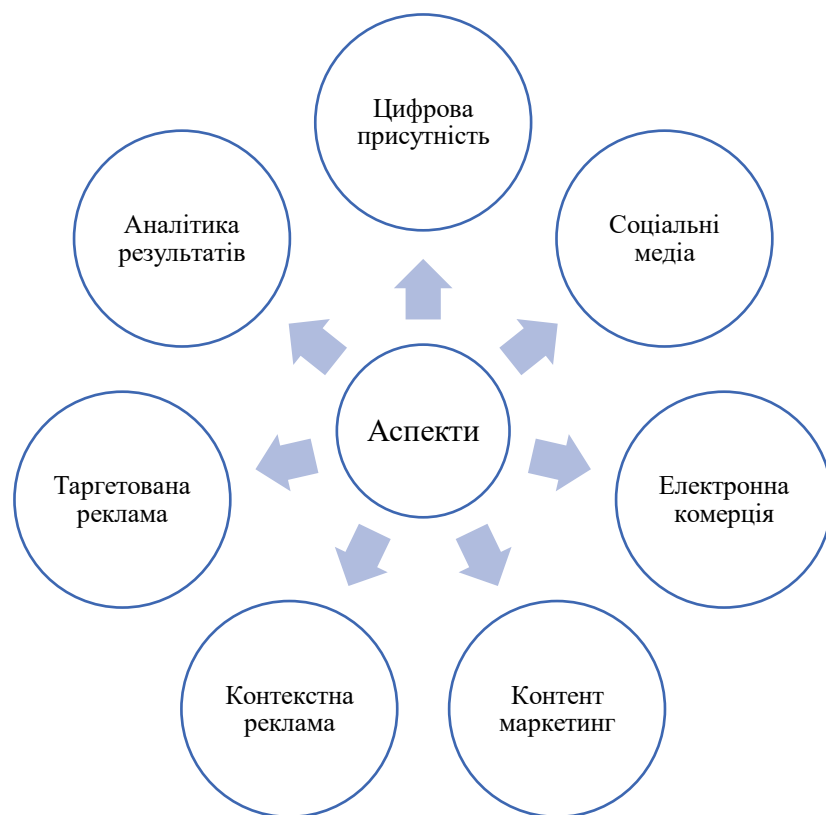 Цифрова
присутність
Соціальні
медіа
Електронна
комерція
Контент
маркетинг
Контекстна
реклама
Таргетована
реклама
Аналітика
результатів
Аспекти